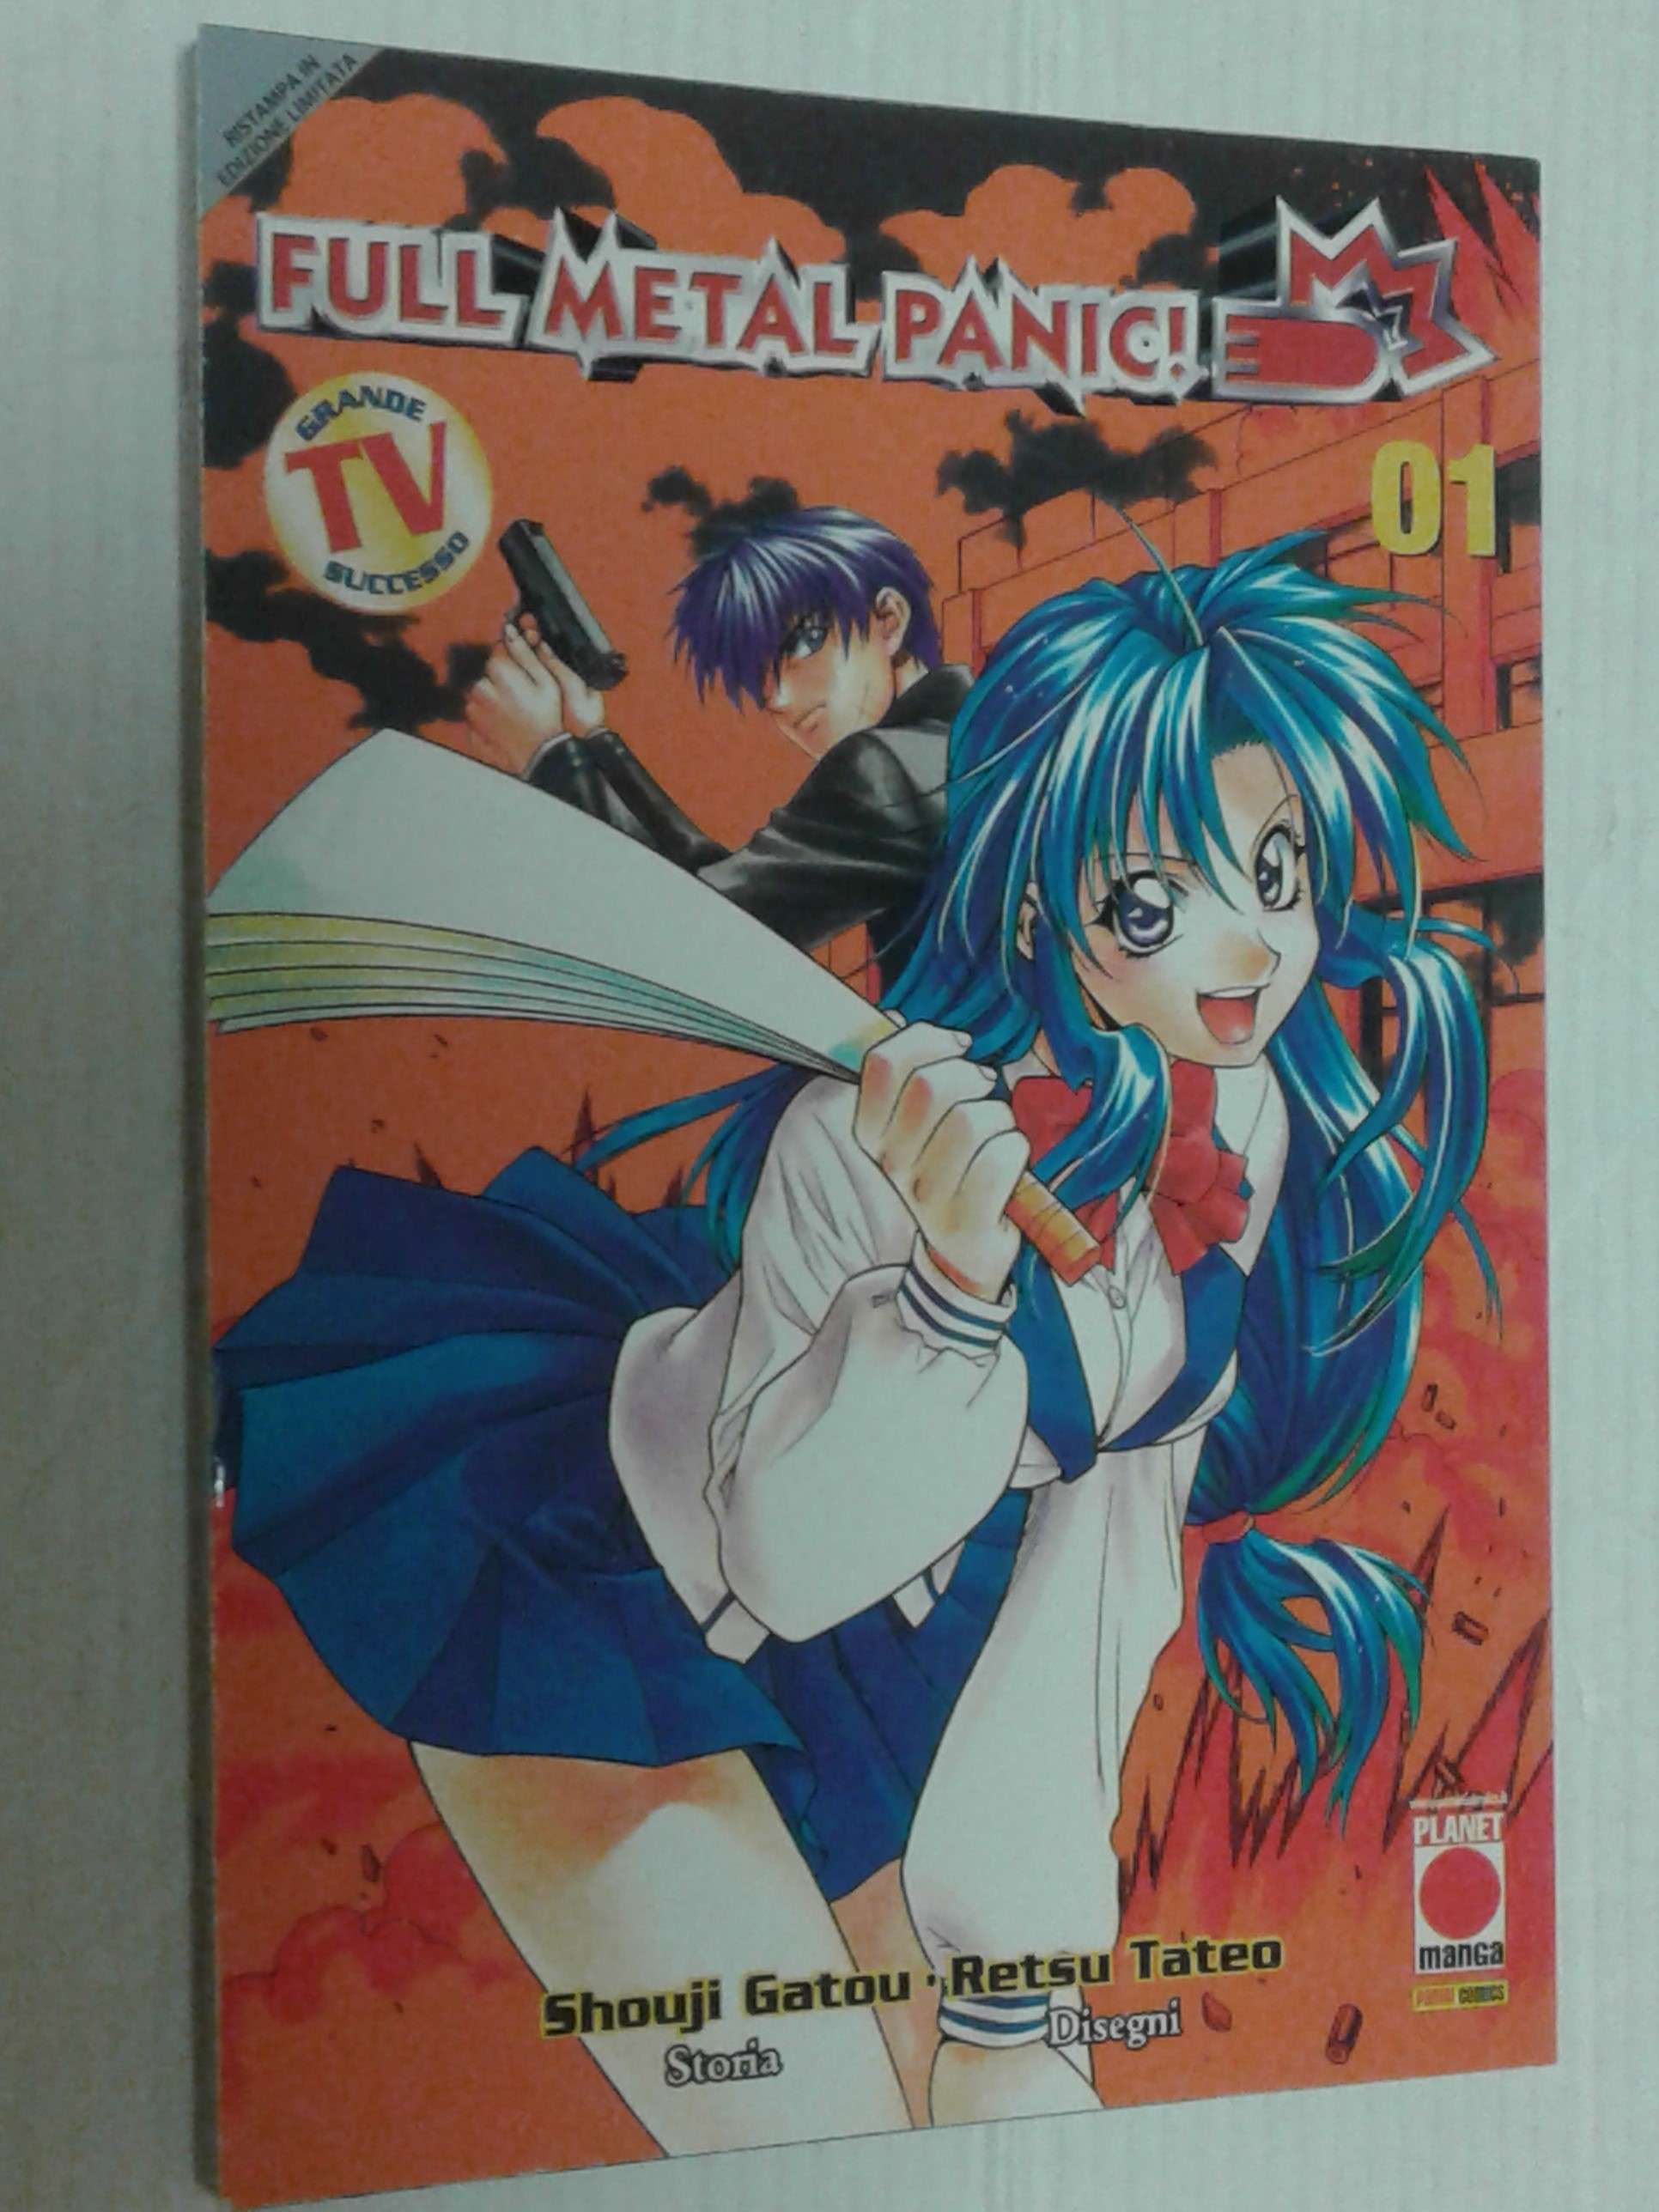 RISTAMPA IN
EDIZIONE LIMITATA
FULL METAL PANIC!
GRANDE
TV
SUCCESSO
01
PLANET
manga
PANINI COMICS
Shouji Gatou · Retsu Tateo
Storia
Disegni